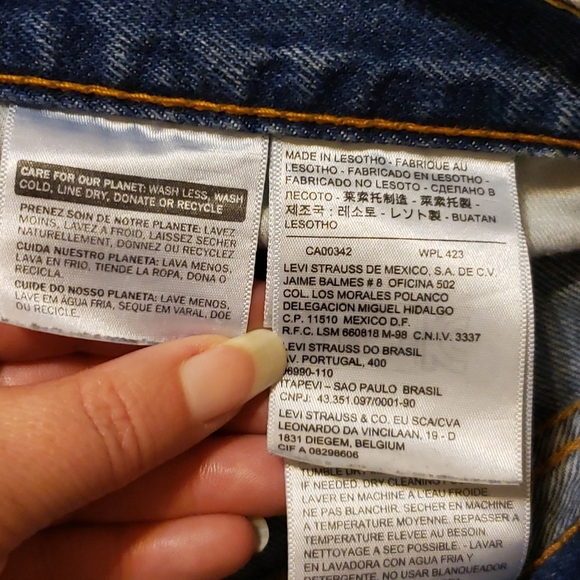 CARE FOR OUR PLANET: WASH LESS, WASH
COLD, LINE DRY, DONATE OR RECYCLE
PRENEZ SOIN DE NOTRE PLANETE: LAVEZ
MOINS, LAVEZ A FROID, LAISSEZ SECHER
NATURELLEMENT, DONNEZ OU RECYCLEZ
CUIDA NUESTRO PLANETA: LAVA MENOS,
LAVA EN FRIO, TIENDE LA ROPA, DONA O
RECICLA.
CUIDE DO NOSSO PLANETA: LAVE MENOS,
LAVE EM ÁGUA FRIA, SEQUE EM VARAL, DOE
OU RECICLE.
MADE IN LESOTHO - FABRIQUE AU
LESOTHO - FABRICADO EN LESOTHO -
FABRICADO NO LESOTO - СДЕЛАНО В
ЛЕСОТО - 莱索托制造 - 萊索托製 -
제조국 : 레소토 - レソト製 - BUATAN
LESOTHO
CA00342 WPL 423
LEVI STRAUSS DE MEXICO, S.A. DE C.V.
JAIME BALMES # 8 OFICINA 502
COL. LOS MORALES POLANCO
DELEGACION MIGUEL HIDALGO
C.P. 11510 MEXICO D.F.
R.F.C. LSM 660818 M-98 C.N.I.V. 3337
LEVI STRAUSS DO BRASIL
AV. PORTUGAL, 400
06990-110
ITAPEVI – SAO PAULO BRASIL
CNPJ: 43.351.097/0001-90
LEVI STRAUSS & CO. EU SCA/CVA
LEONARDO DA VINCILAAN, 19 - D
1831 DIEGEM, BELGIUM
CIF A 08298606
TUMBLE DRY
IF NEEDED. DRY CLEANING
LAVER EN MACHINE A L'EAU FROIDE
NE PAS BLANCHIR. SECHER EN MACHINE
A TEMPERATURE MOYENNE. REPASSER A
TEMPERATURE ELEVEE AU BESOIN
NETTOYAGE A SEC POSSIBLE. - LAVAR
EN LAVADORA CON AGUA FRIA Y
DETERGENTE, NO USAR BLANQUEADOR